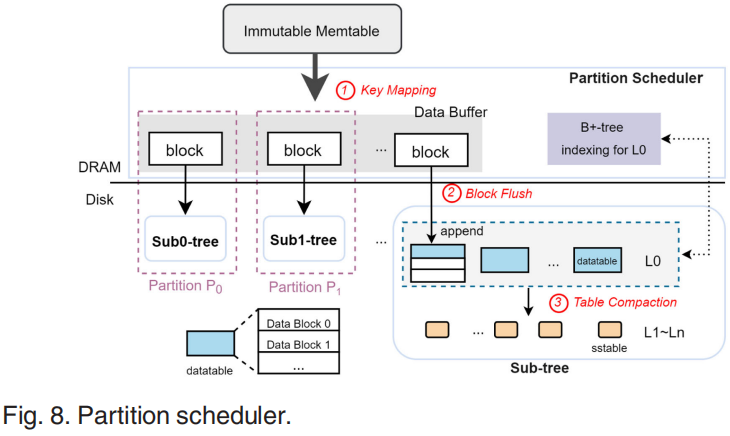 Immutable Memtable
Partition Scheduler
1 Key Mapping
Data Buffer
block
block
...
block
B+-tree
indexing for L0
DRAM
Disk
2 Block Flush
Sub0-tree
Sub1-tree
...
append
...
datatable
L0
Partition P0
Partition P1
3 Table Compaction
Data Block 0
Data Block 1
...
datatable
...
sstable
L1~Ln
Sub-tree
Fig. 8. Partition scheduler.